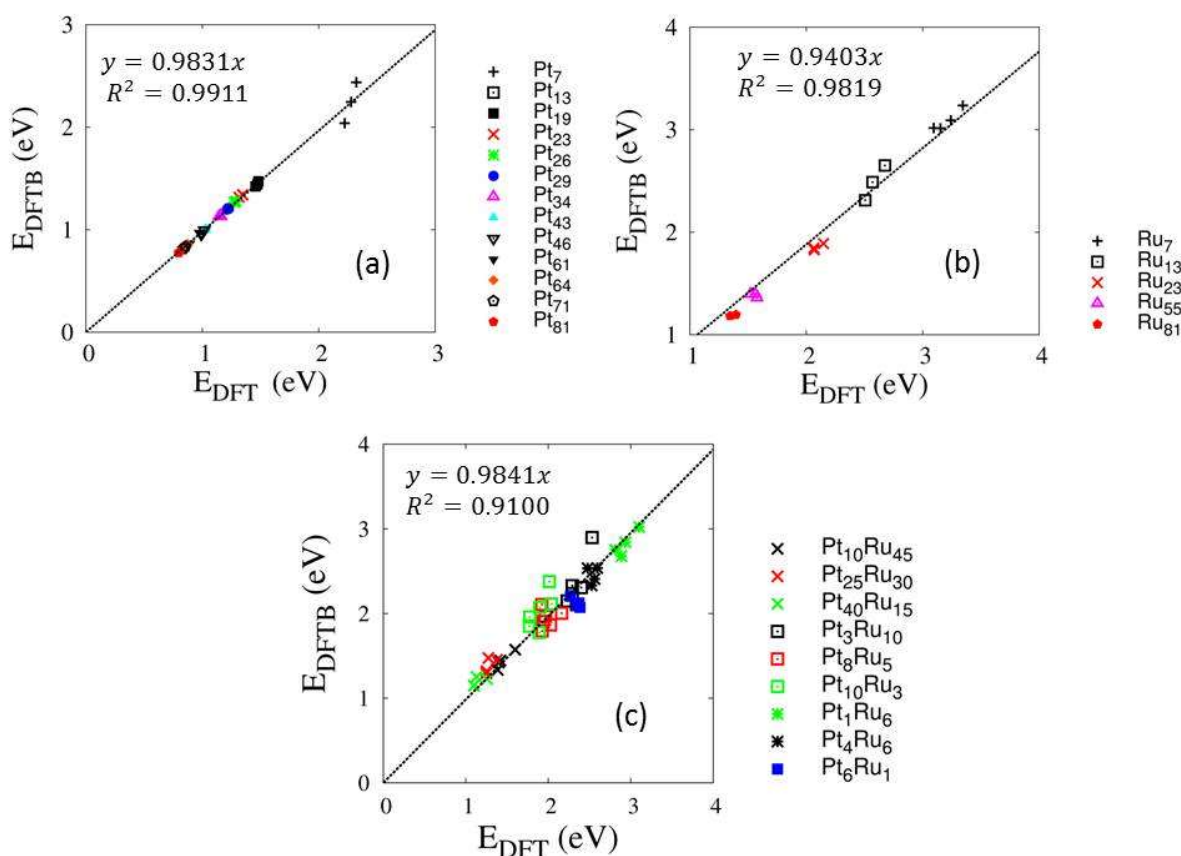 3
2
1
0
E_DFTB (eV)
y = 0.9831x
R² = 0.9911
(a)
0 1 2 3
E_DFT (eV)
Pt₇
Pt₁₃
Pt₁₉
Pt₂₃
Pt₂₆
Pt₂₉
Pt₃₄
Pt₄₃
Pt₄₆
Pt₆₁
Pt₆₄
Pt₇₁
Pt₈₁
4
3
2
1
E_DFTB (eV)
y = 0.9403x
R² = 0.9819
(b)
1 2 3 4
E_DFT (eV)
Ru₇
Ru₁₃
Ru₂₃
Ru₅₅
Ru₈₁
4
3
2
1
0
E_DFTB (eV)
y = 0.9841x
R² = 0.9100
(c)
0 1 2 3 4
E_DFT (eV)
Pt₁₀Ru₄₅
Pt₂₅Ru₃₀
Pt₄₀Ru₁₅
Pt₃Ru₁₀
Pt₈Ru₅
Pt₁₀Ru₃
Pt₁Ru₆
Pt₄Ru₆
Pt₆Ru₁